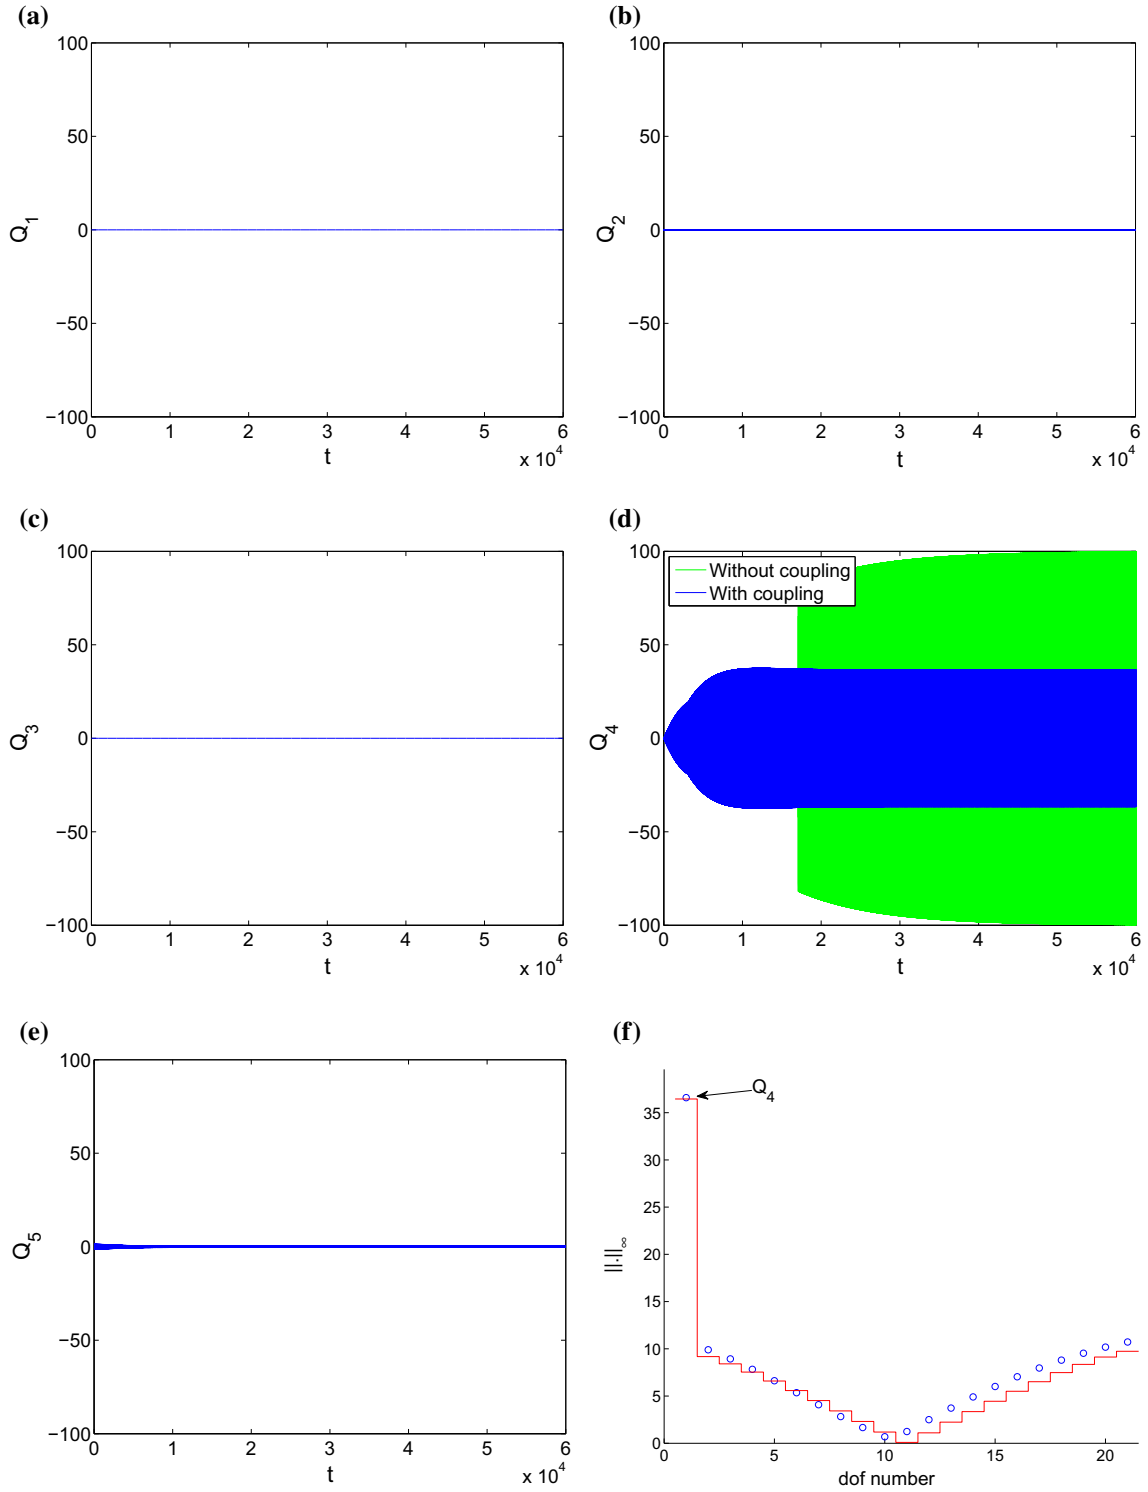 (a)
100
50
0
−50
−100
Q1
0 1 2 3 4 5 6
t
x 10^4
(b)
100
50
0
−50
−100
Q2
0 1 2 3 4 5 6
t
x 10^4
(c)
100
50
0
−50
−100
Q3
0 1 2 3 4 5 6
t
x 10^4
(d)
100
50
0
−50
−100
Q4
Without coupling
With coupling
0 1 2 3 4 5 6
t
x 10^4
(e)
100
50
0
−50
−100
Q5
0 1 2 3 4 5 6
t
x 10^4
(f)
35
30
25
20
15
10
5
0
||·||∞
Q4
0 5 10 15 20
dof number